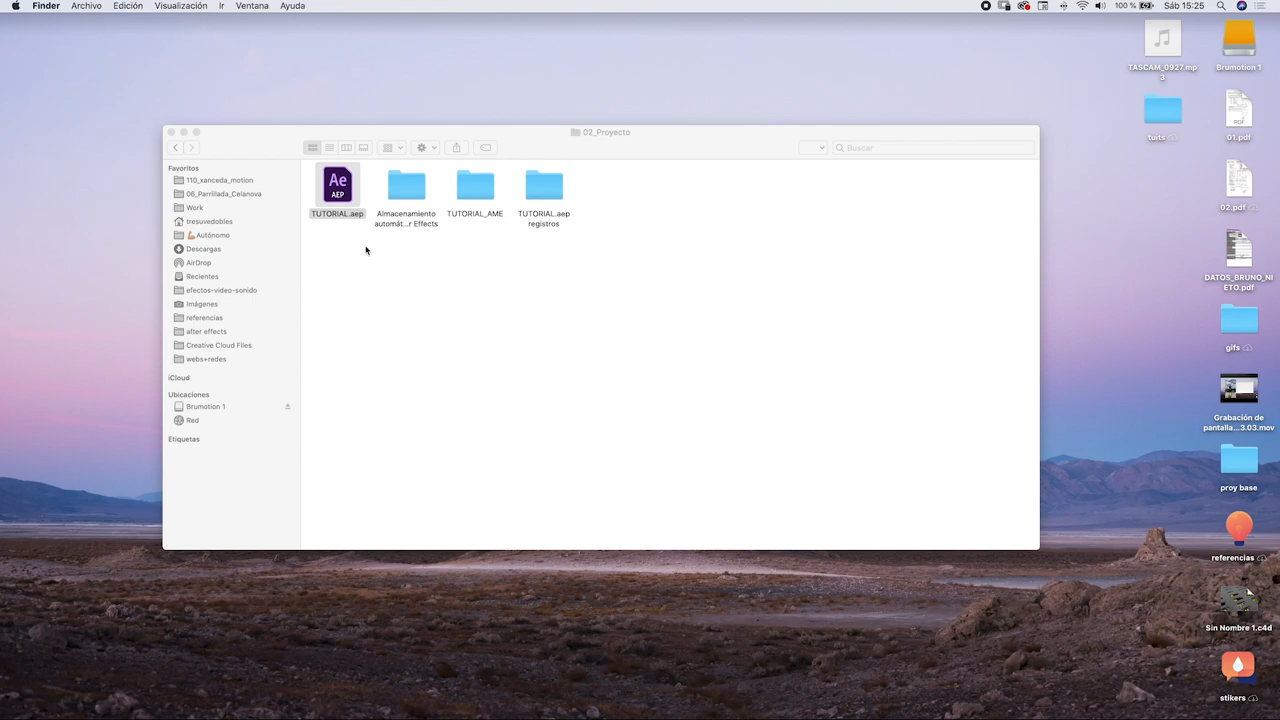 Finder Archivo Edición Visualización Ir Ventana Ayuda
100 % Sáb 15:25
TASCAM_0927.mp
3
Brumotion 1
tuits
PDF
01.pdf
02.pdf
DATOS_BRUNO_NI
ETO.pdf
gifs
Grabación de
pantalla...3.03.mov
proy base
referencias
Sin Nombre 1.c4d
stikers
02_Proyecto
Buscar
Favoritos
110_xanceda_motion
06_Parrillada_Celanova
Work
tresuvedobles
💪🏼Autónomo
Descargas
AirDrop
Recientes
efectos-video-sonido
Imágenes
referencias
after effects
Creative Cloud Files
webs+redes
iCloud
Ubicaciones
Brumotion 1
Red
Etiquetas
Ae
AEP
TUTORIAL.aep
Almacenamiento
automát...r Effects
TUTORIAL_AME
TUTORIAL.aep
registros